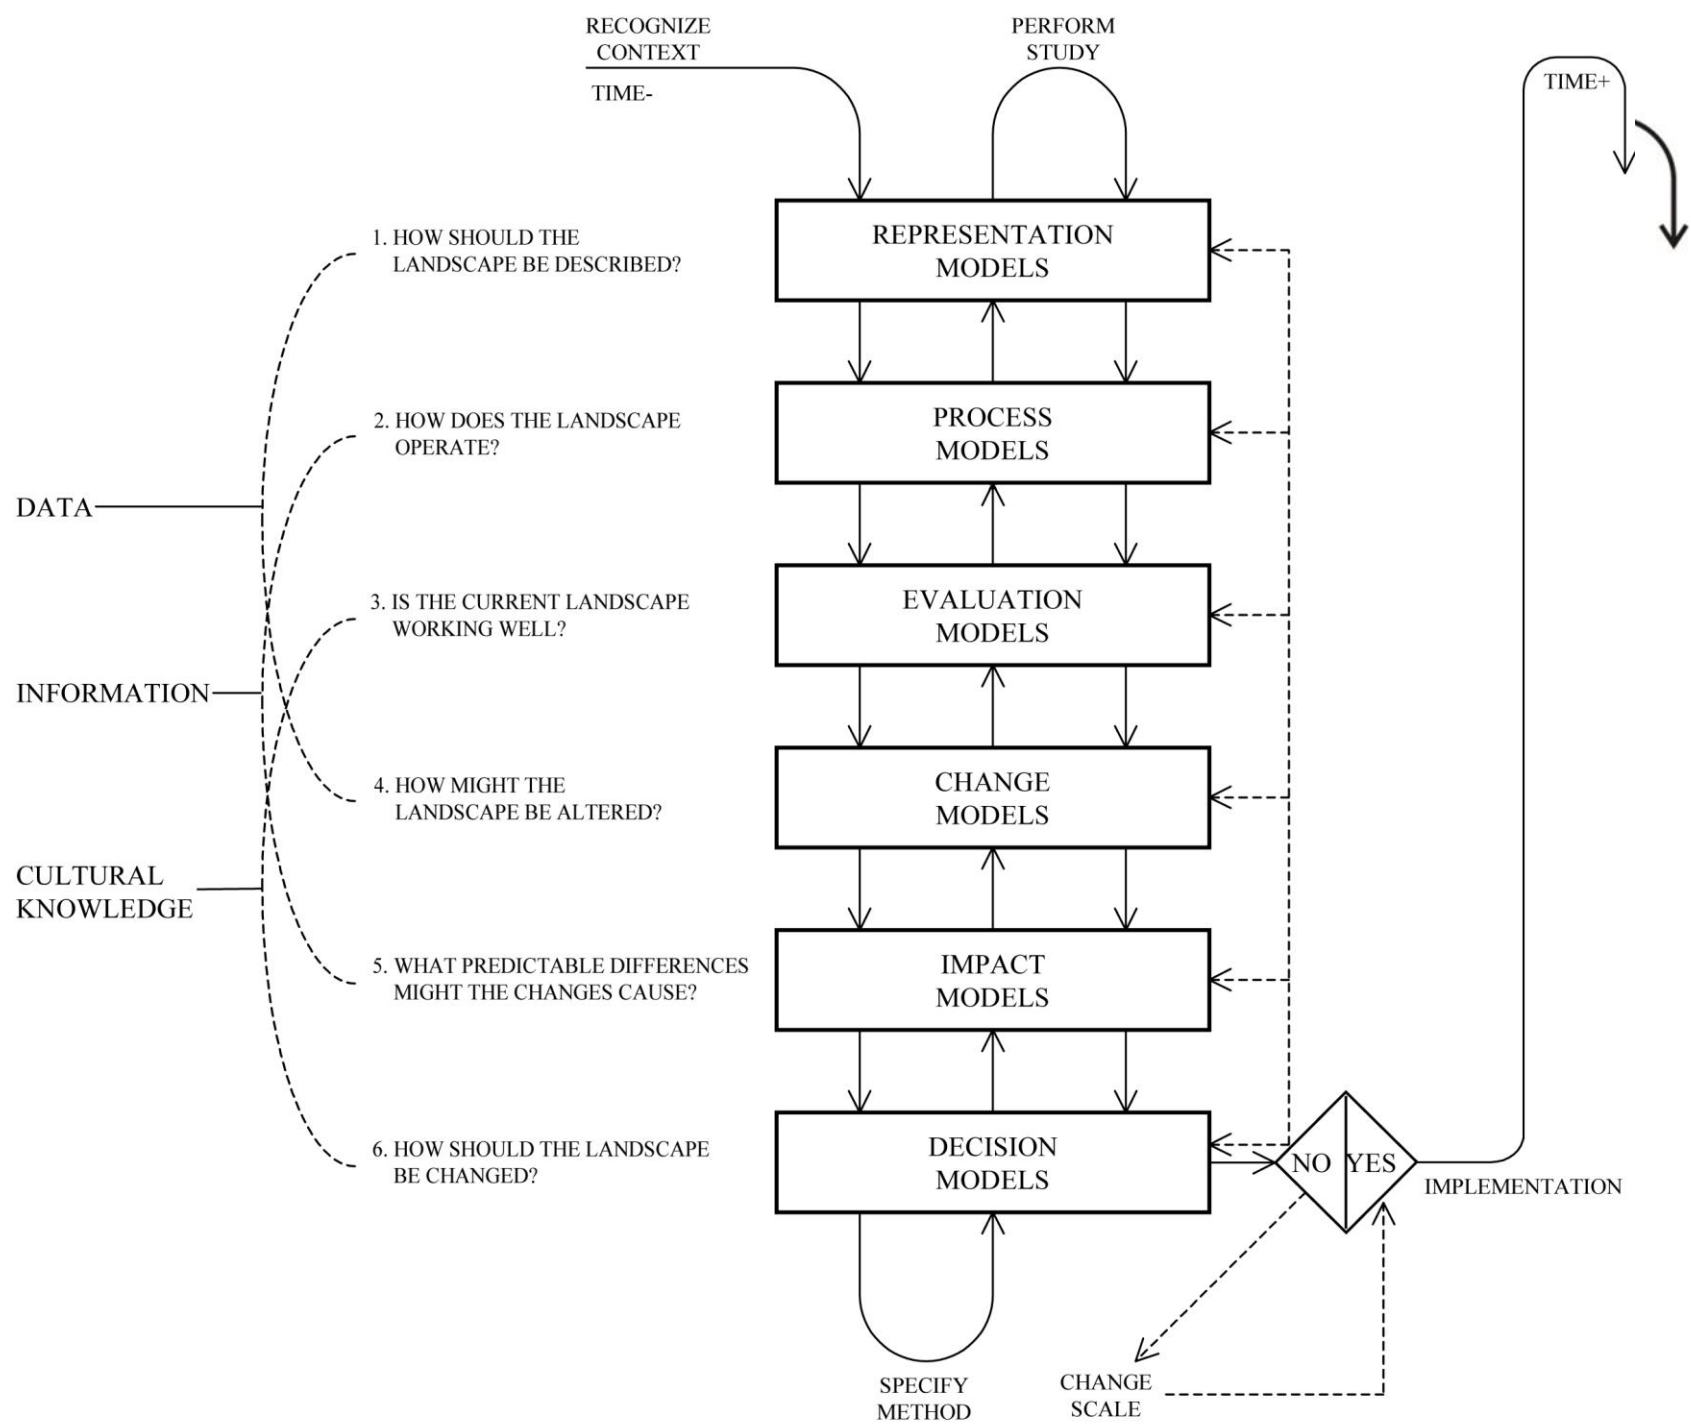 RECOGNIZE
CONTEXT
TIME-
PERFORM
STUDY
TIME+
1. HOW SHOULD THE
LANDSCAPE BE DESCRIBED?
REPRESENTATION
MODELS
2. HOW DOES THE LANDSCAPE
OPERATE?
PROCESS
MODELS
DATA
3. IS THE CURRENT LANDSCAPE
WORKING WELL?
EVALUATION
MODELS
INFORMATION
4. HOW MIGHT THE
LANDSCAPE BE ALTERED?
CHANGE
MODELS
CULTURAL
KNOWLEDGE
5. WHAT PREDICTABLE DIFFERENCES
MIGHT THE CHANGES CAUSE?
IMPACT
MODELS
6. HOW SHOULD THE LANDSCAPE
BE CHANGED?
DECISION
MODELS
NO YES
IMPLEMENTATION
SPECIFY
METHOD
CHANGE
SCALE